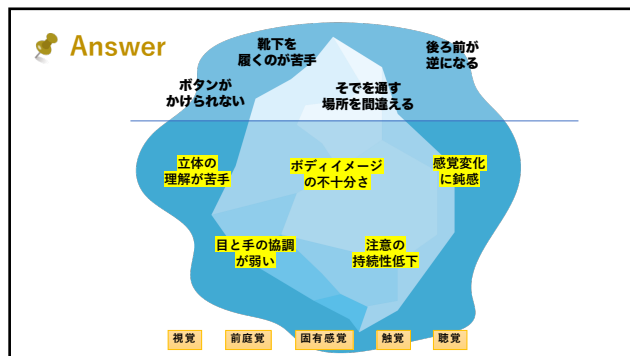 Answer
靴下を
履くのが苦手
後ろ前が
逆になる
ボタンが
かけられない
そでを通す
場所を間違える
立体の
理解が苦手
ボディイメージ
の不十分さ
感覚変化
に鈍感
目と手の協調
が弱い
注意の
持続性低下
視覚
前庭覚
固有感覚
触覚
聴覚